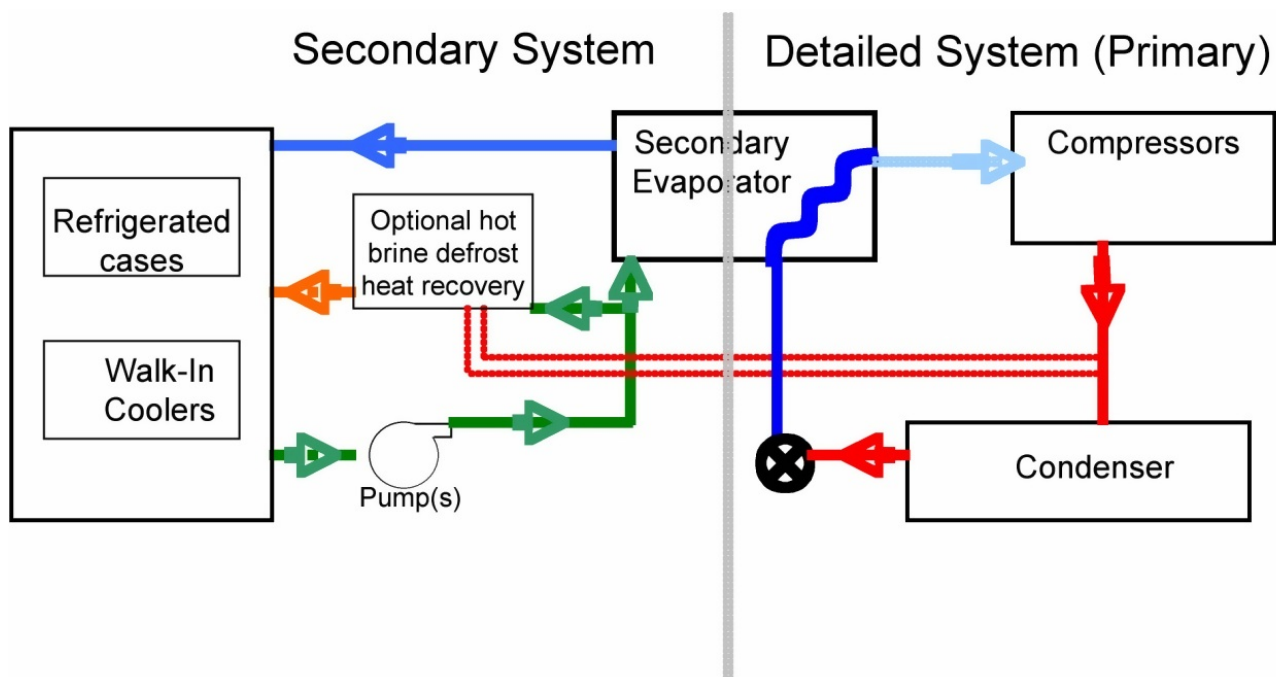 Secondary System
Detailed System (Primary)
Secondary
Evaporator
Compressors
Refrigerated
cases
Optional hot
brine defrost
heat recovery
Walk-In
Coolers
Pump(s)
Condenser